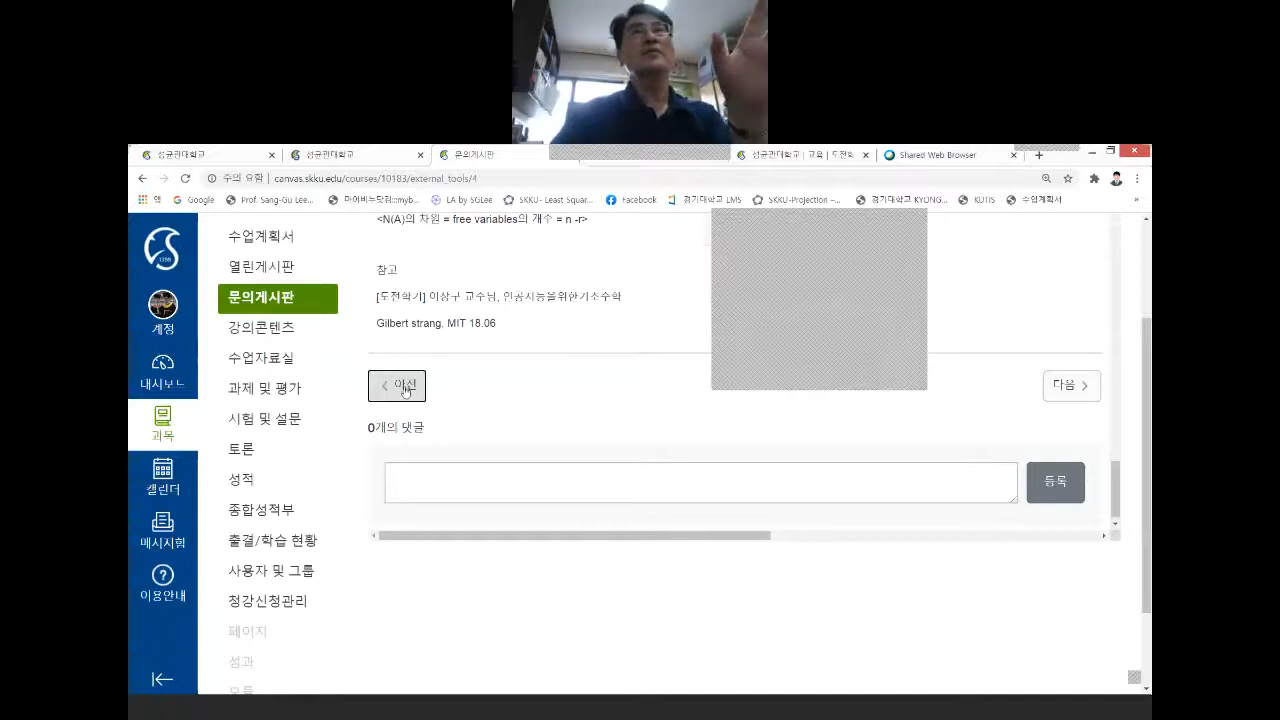 성균관대학교
성균관대학교
문의게시판
성균관대학교 | 교육 | 도전학
Shared Web Browser
주의 요함 | canvas.skku.edu/courses/10183/external_tools/4
앱
Google
Prof. Sang-Gu Lee...
마이비누닷컴:::myb...
LA by SGLee
SKKU- Least Squar...
Facebook
경기대학교 LMS
SKKU-Projection -...
경기대학교 KYONG...
KUTIS
수업계획서
»
<N(A)의 차원 = free variables의 개수 = n -r>
참고
[도전학기] 이상구 교수님, 인공지능을위한기초수학
Gilbert strang, MIT 18.06
이전
다음
0개의 댓글
등록
1398
계정
대시보드
과목
캘린더
메시지함
이용안내
수업계획서
열린게시판
문의게시판
강의콘텐츠
수업자료실
과제 및 평가
시험 및 설문
토론
성적
종합성적부
출결/학습 현황
사용자 및 그룹
청강신청관리
페이지
성과
모듈